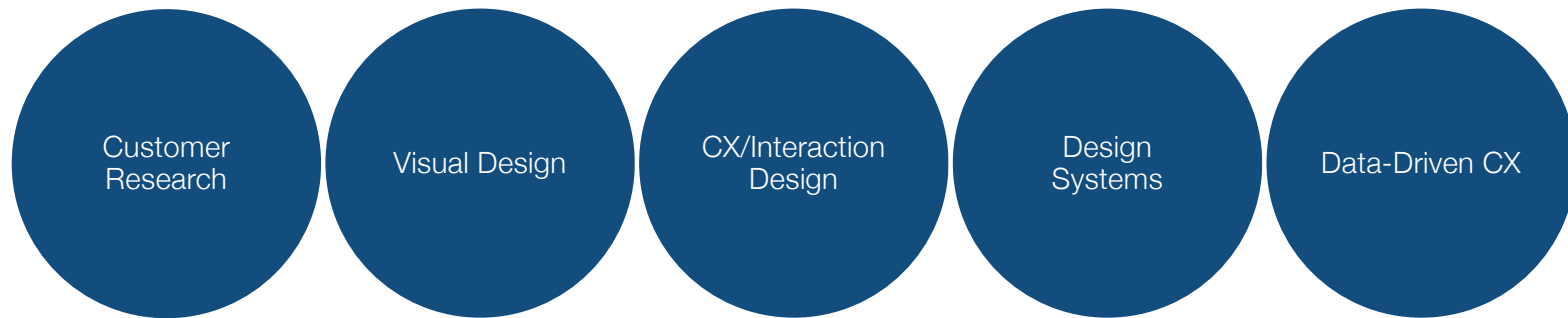 Customer
Research
Visual Design
CX/Interaction
Design
Design
Systems
Data-Driven CX